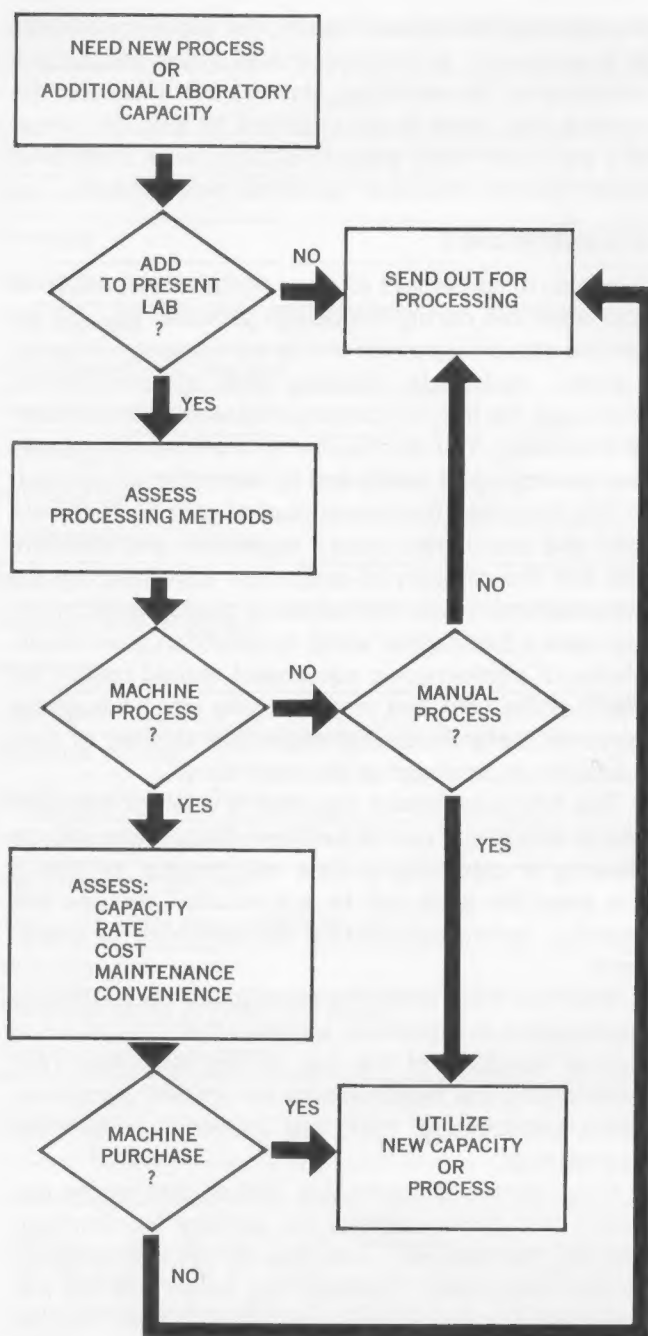 NEED NEW PROCESS
OR
ADDITIONAL LABORATORY
CAPACITY
ADD
TO PRESENT
LAB
?
NO
SEND OUT FOR
PROCESSING
YES
ASSESS
PROCESSING METHODS
NO
MACHINE
PROCESS
?
NO
MANUAL
PROCESS
?
YES
YES
ASSESS:
CAPACITY
RATE
COST
MAINTENANCE
CONVENIENCE
MACHINE
PURCHASE
?
YES
UTILIZE
NEW CAPACITY
OR
PROCESS
NO